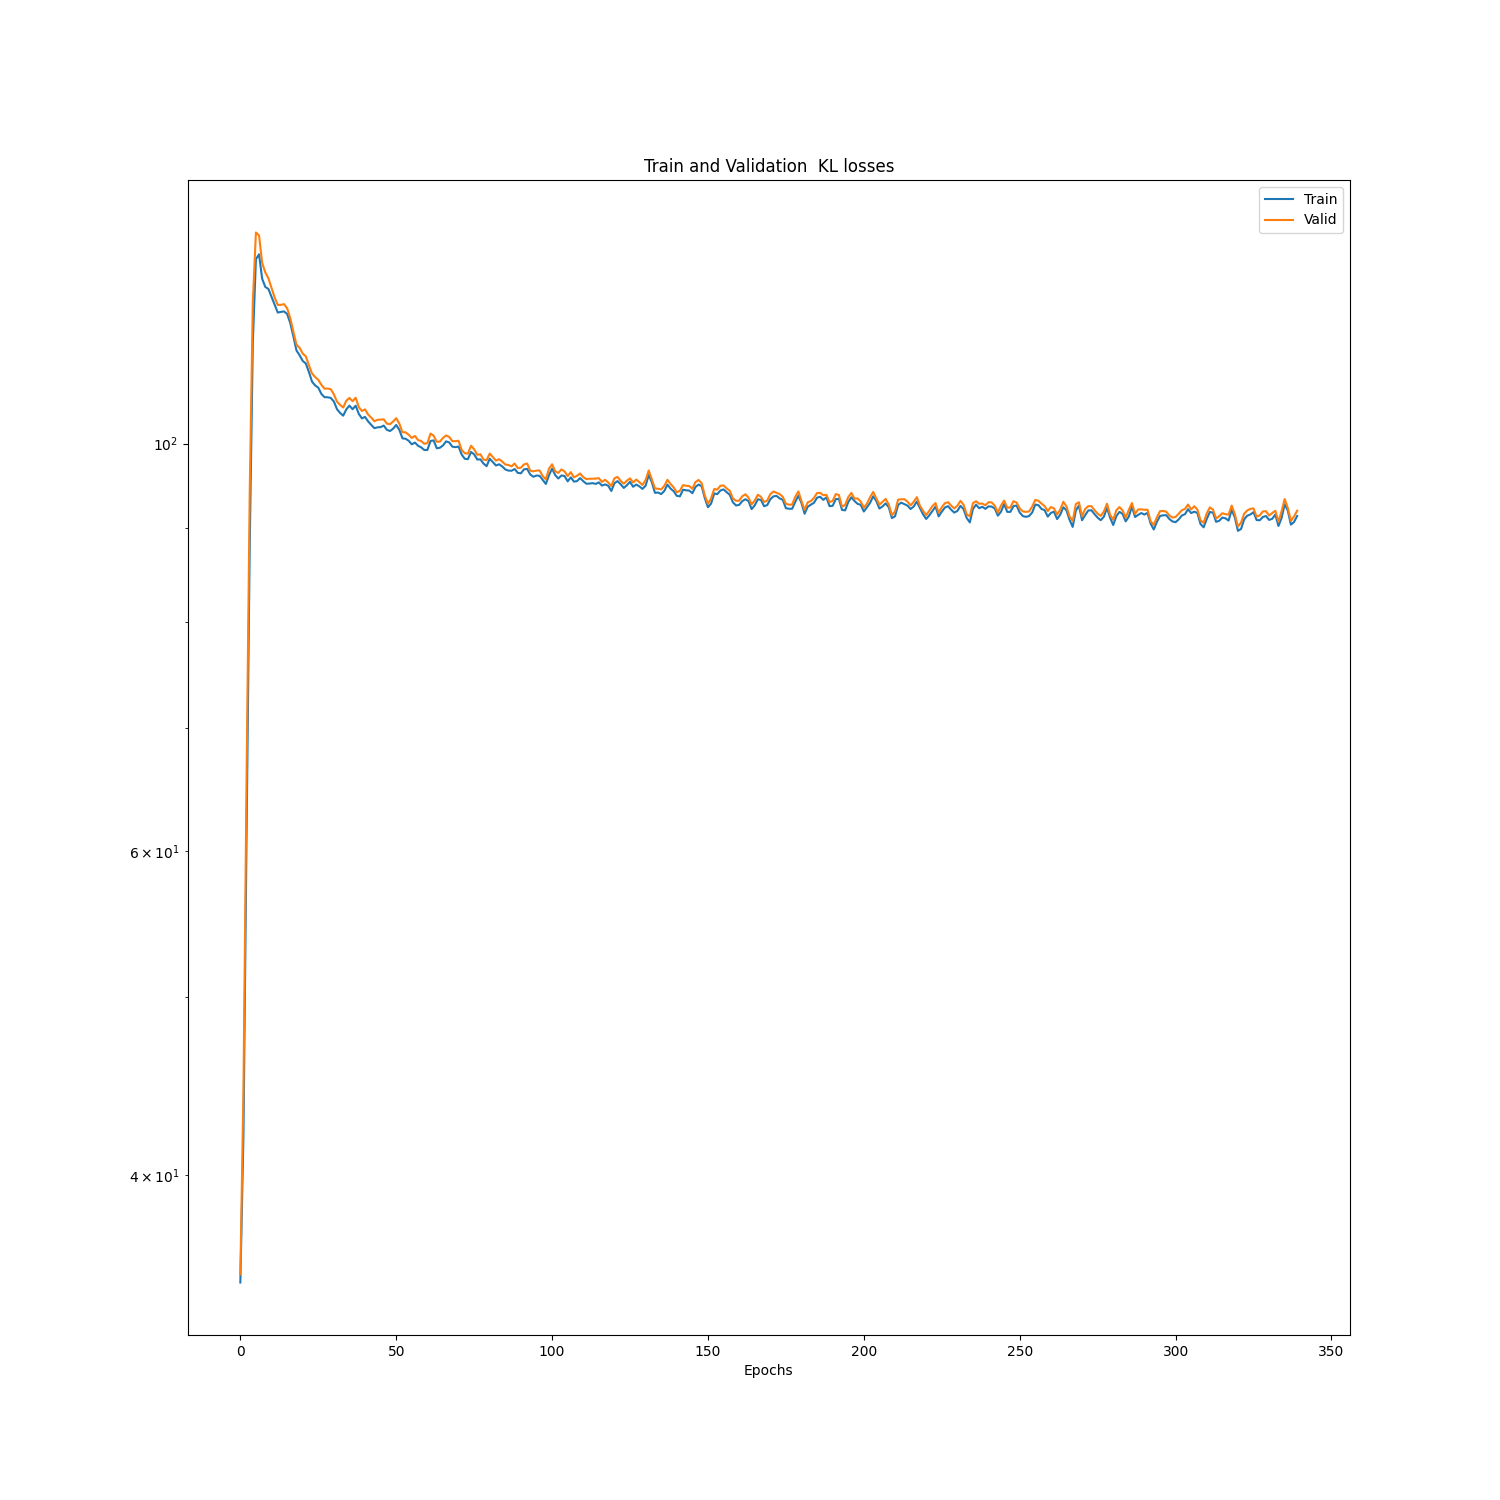 Train and Validation  KL losses
Train
Valid
10²
6 × 10¹
4 × 10¹
0 50 100 150 200 250 300 350
Epochs